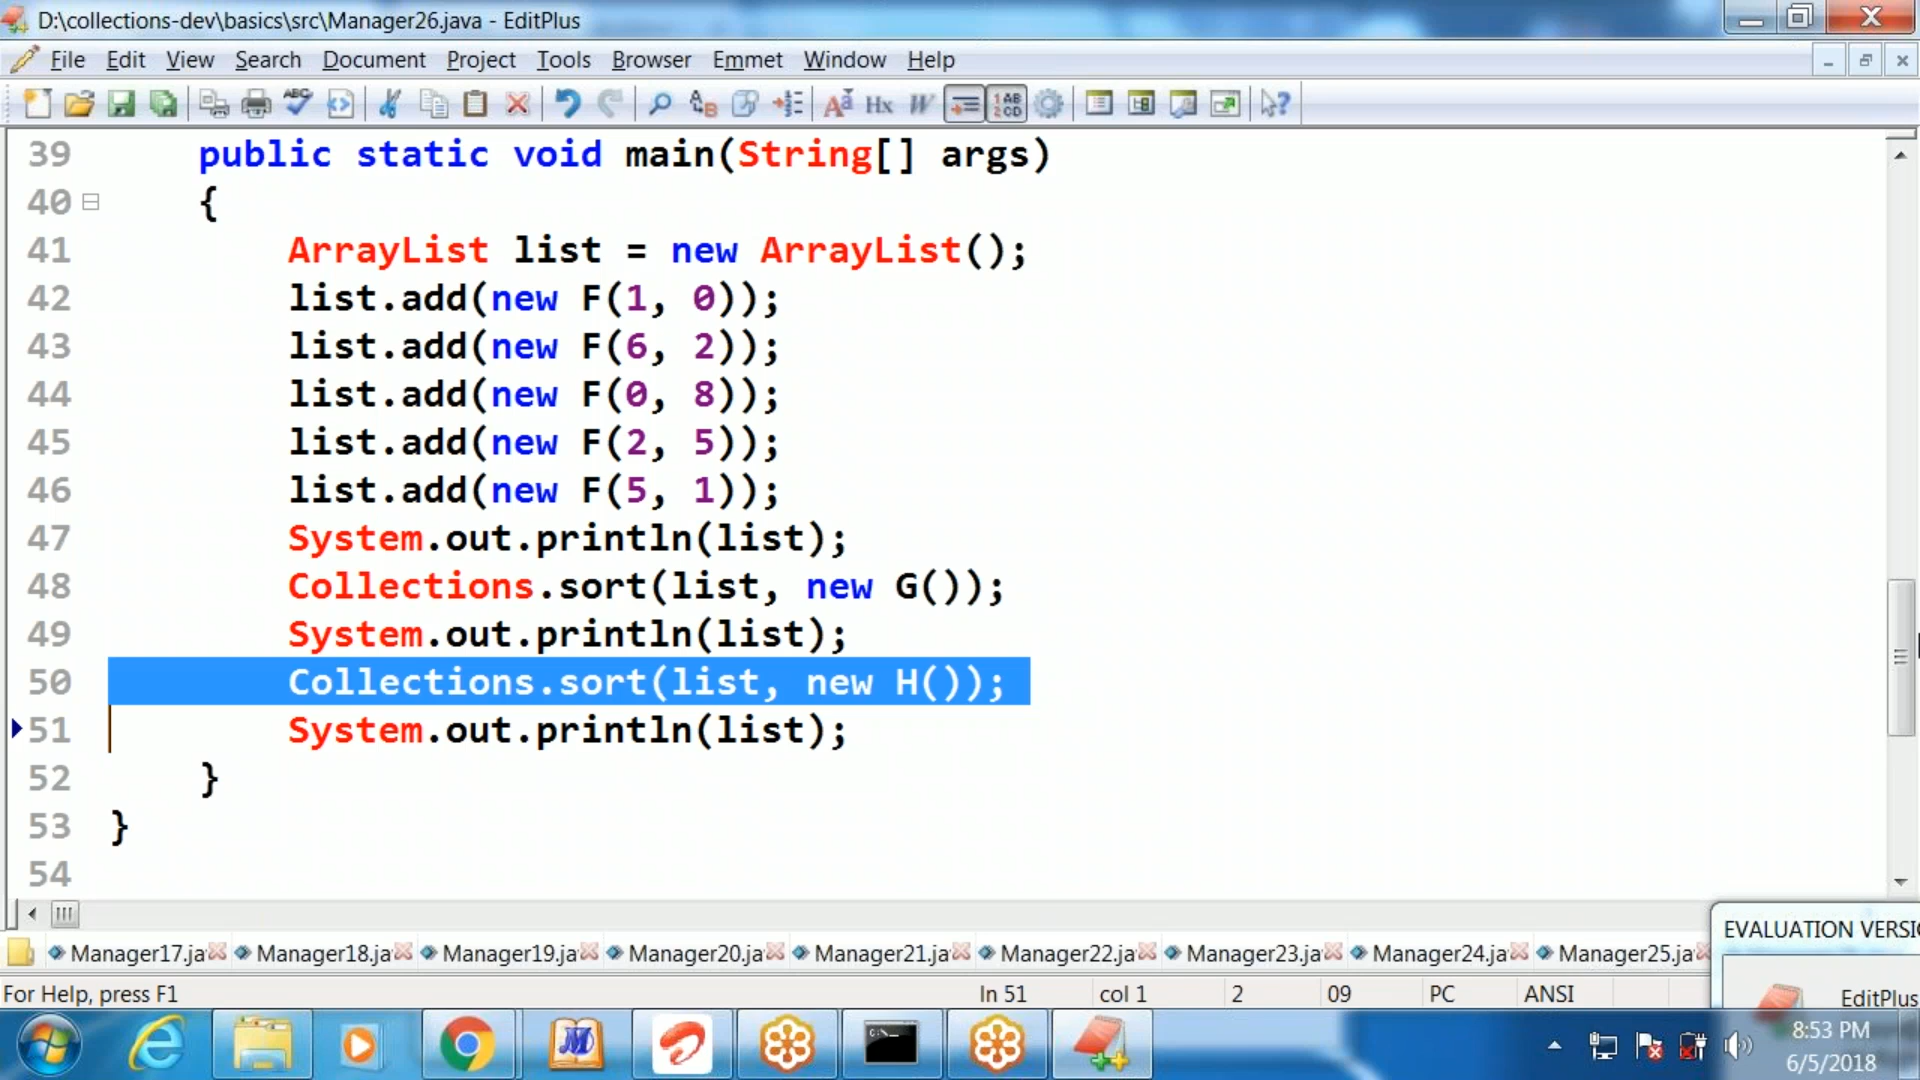 D:\collections-dev\basics\src\Manager26.java - EditPlus
File Edit View Search Document Project Tools Browser Emmet Window Help
39 public static void main(String[] args)
40 {
41 ArrayList list = new ArrayList();
42 list.add(new F(1, 0));
43 list.add(new F(6, 2));
44 list.add(new F(0, 8));
45 list.add(new F(2, 5));
46 list.add(new F(5, 1));
47 System.out.println(list);
48 Collections.sort(list, new G());
49 System.out.println(list);
50 Collections.sort(list, new H());
51 System.out.println(list);
52 }
53 }
54
EVALUATION VERSI
Manager17.ja Manager18.ja Manager19.ja Manager20.ja Manager21.ja Manager22.ja Manager23.ja Manager24.ja Manager25.ja
EditPlus
For Help, press F1 ln 51 col 1 2 09 PC ANSI
8:53 PM
6/5/2018